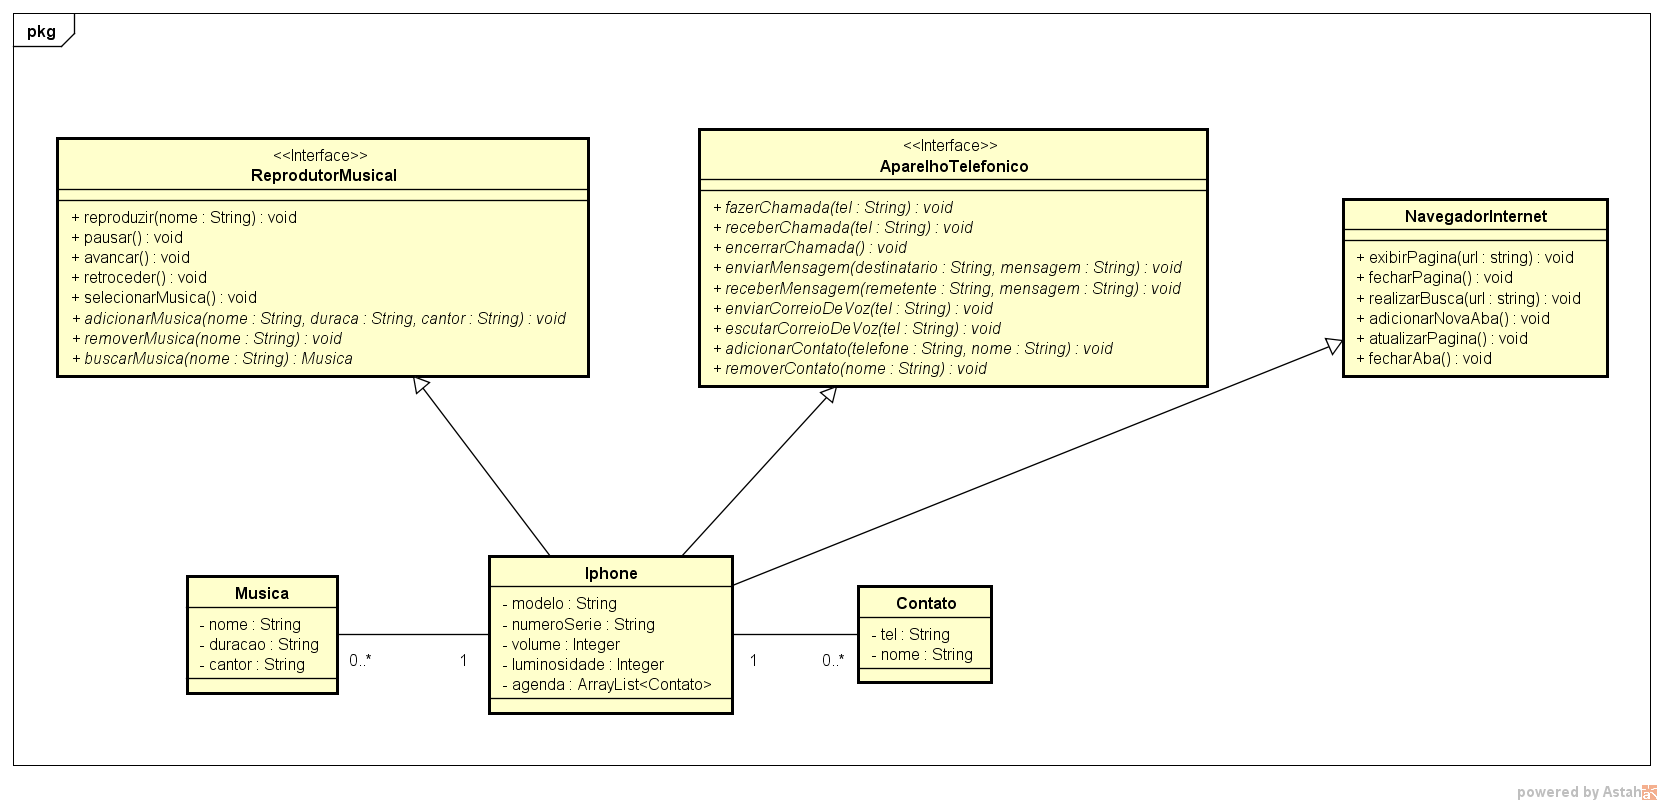 pkg
<<Interface>>
ReprodutorMusical
+ reproduzir(nome : String) : void
+ pausar() : void
+ avancar() : void
+ retroceder() : void
+ selecionarMusica() : void
+ adicionarMusica(nome : String, duraca : String, cantor : String) : void
+ removerMusica(nome : String) : void
+ buscarMusica(nome : String) : Musica
<<Interface>>
AparelhoTelefonico
+ fazerChamada(tel : String) : void
+ receberChamada(tel : String) : void
+ encerrarChamada() : void
+ enviarMensagem(destinatario : String, mensagem : String) : void
+ receberMensagem(remetente : String, mensagem : String) : void
+ enviarCorreioDeVoz(tel : String) : void
+ escutarCorreioDeVoz(tel : String) : void
+ adicionarContato(telefone : String, nome : String) : void
+ removerContato(nome : String) : void
NavegadorInternet
+ exibirPagina(url : string) : void
+ fecharPagina() : void
+ realizarBusca(url : string) : void
+ adicionarNovaAba() : void
+ atualizarPagina() : void
+ fecharAba() : void
Musica
- nome : String
- duracao : String
- cantor : String
0..*
1
Iphone
- modelo : String
- numeroSerie : String
- volume : Integer
- luminosidade : Integer
- agenda : ArrayList<Contato>
1
0..*
Contato
- tel : String
- nome : String
powered by Astah